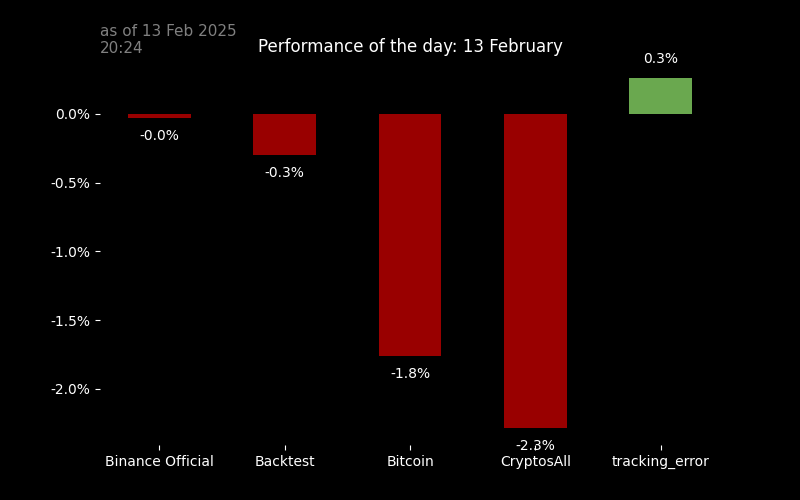 as of 13 Feb 2025
20:24
Performance of the day: 13 February
0.3%
0.0%
-0.0%
-0.3%
-0.5%
-1.0%
-1.5%
-1.8%
-2.0%
-2.3%
Binance Official
Backtest
Bitcoin
CryptosAll
tracking_error